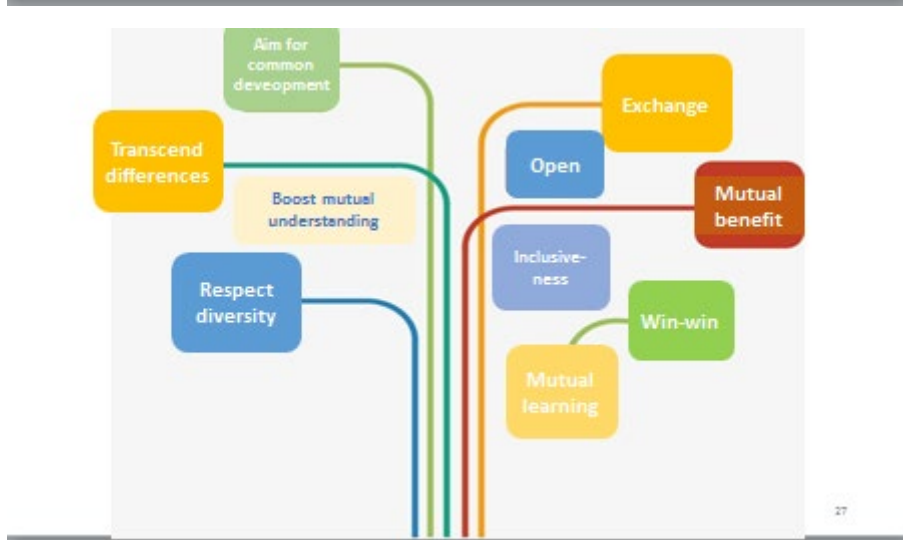 Aim for
common
deveopment
Transcend
differences
Boost mutual
understanding
Respect
diversity
Exchange
Open
Mutual
benefit
Inclusive-
ness
Win-win
Mutual
learning
27